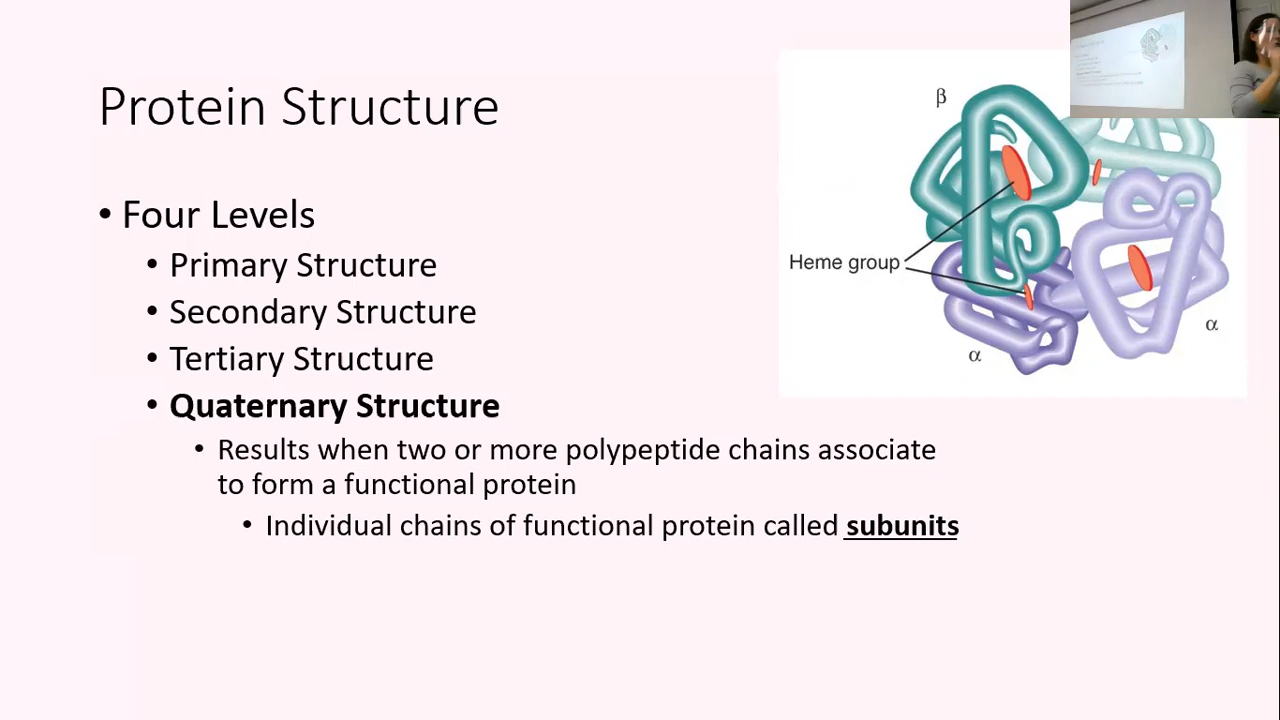 Protein Structure
• Four Levels
• Primary Structure
• Secondary Structure
• Tertiary Structure
• Quaternary Structure
• Results when two or more polypeptide chains associate
to form a functional protein
• Individual chains of functional protein called subunits
β
Heme group
α
α